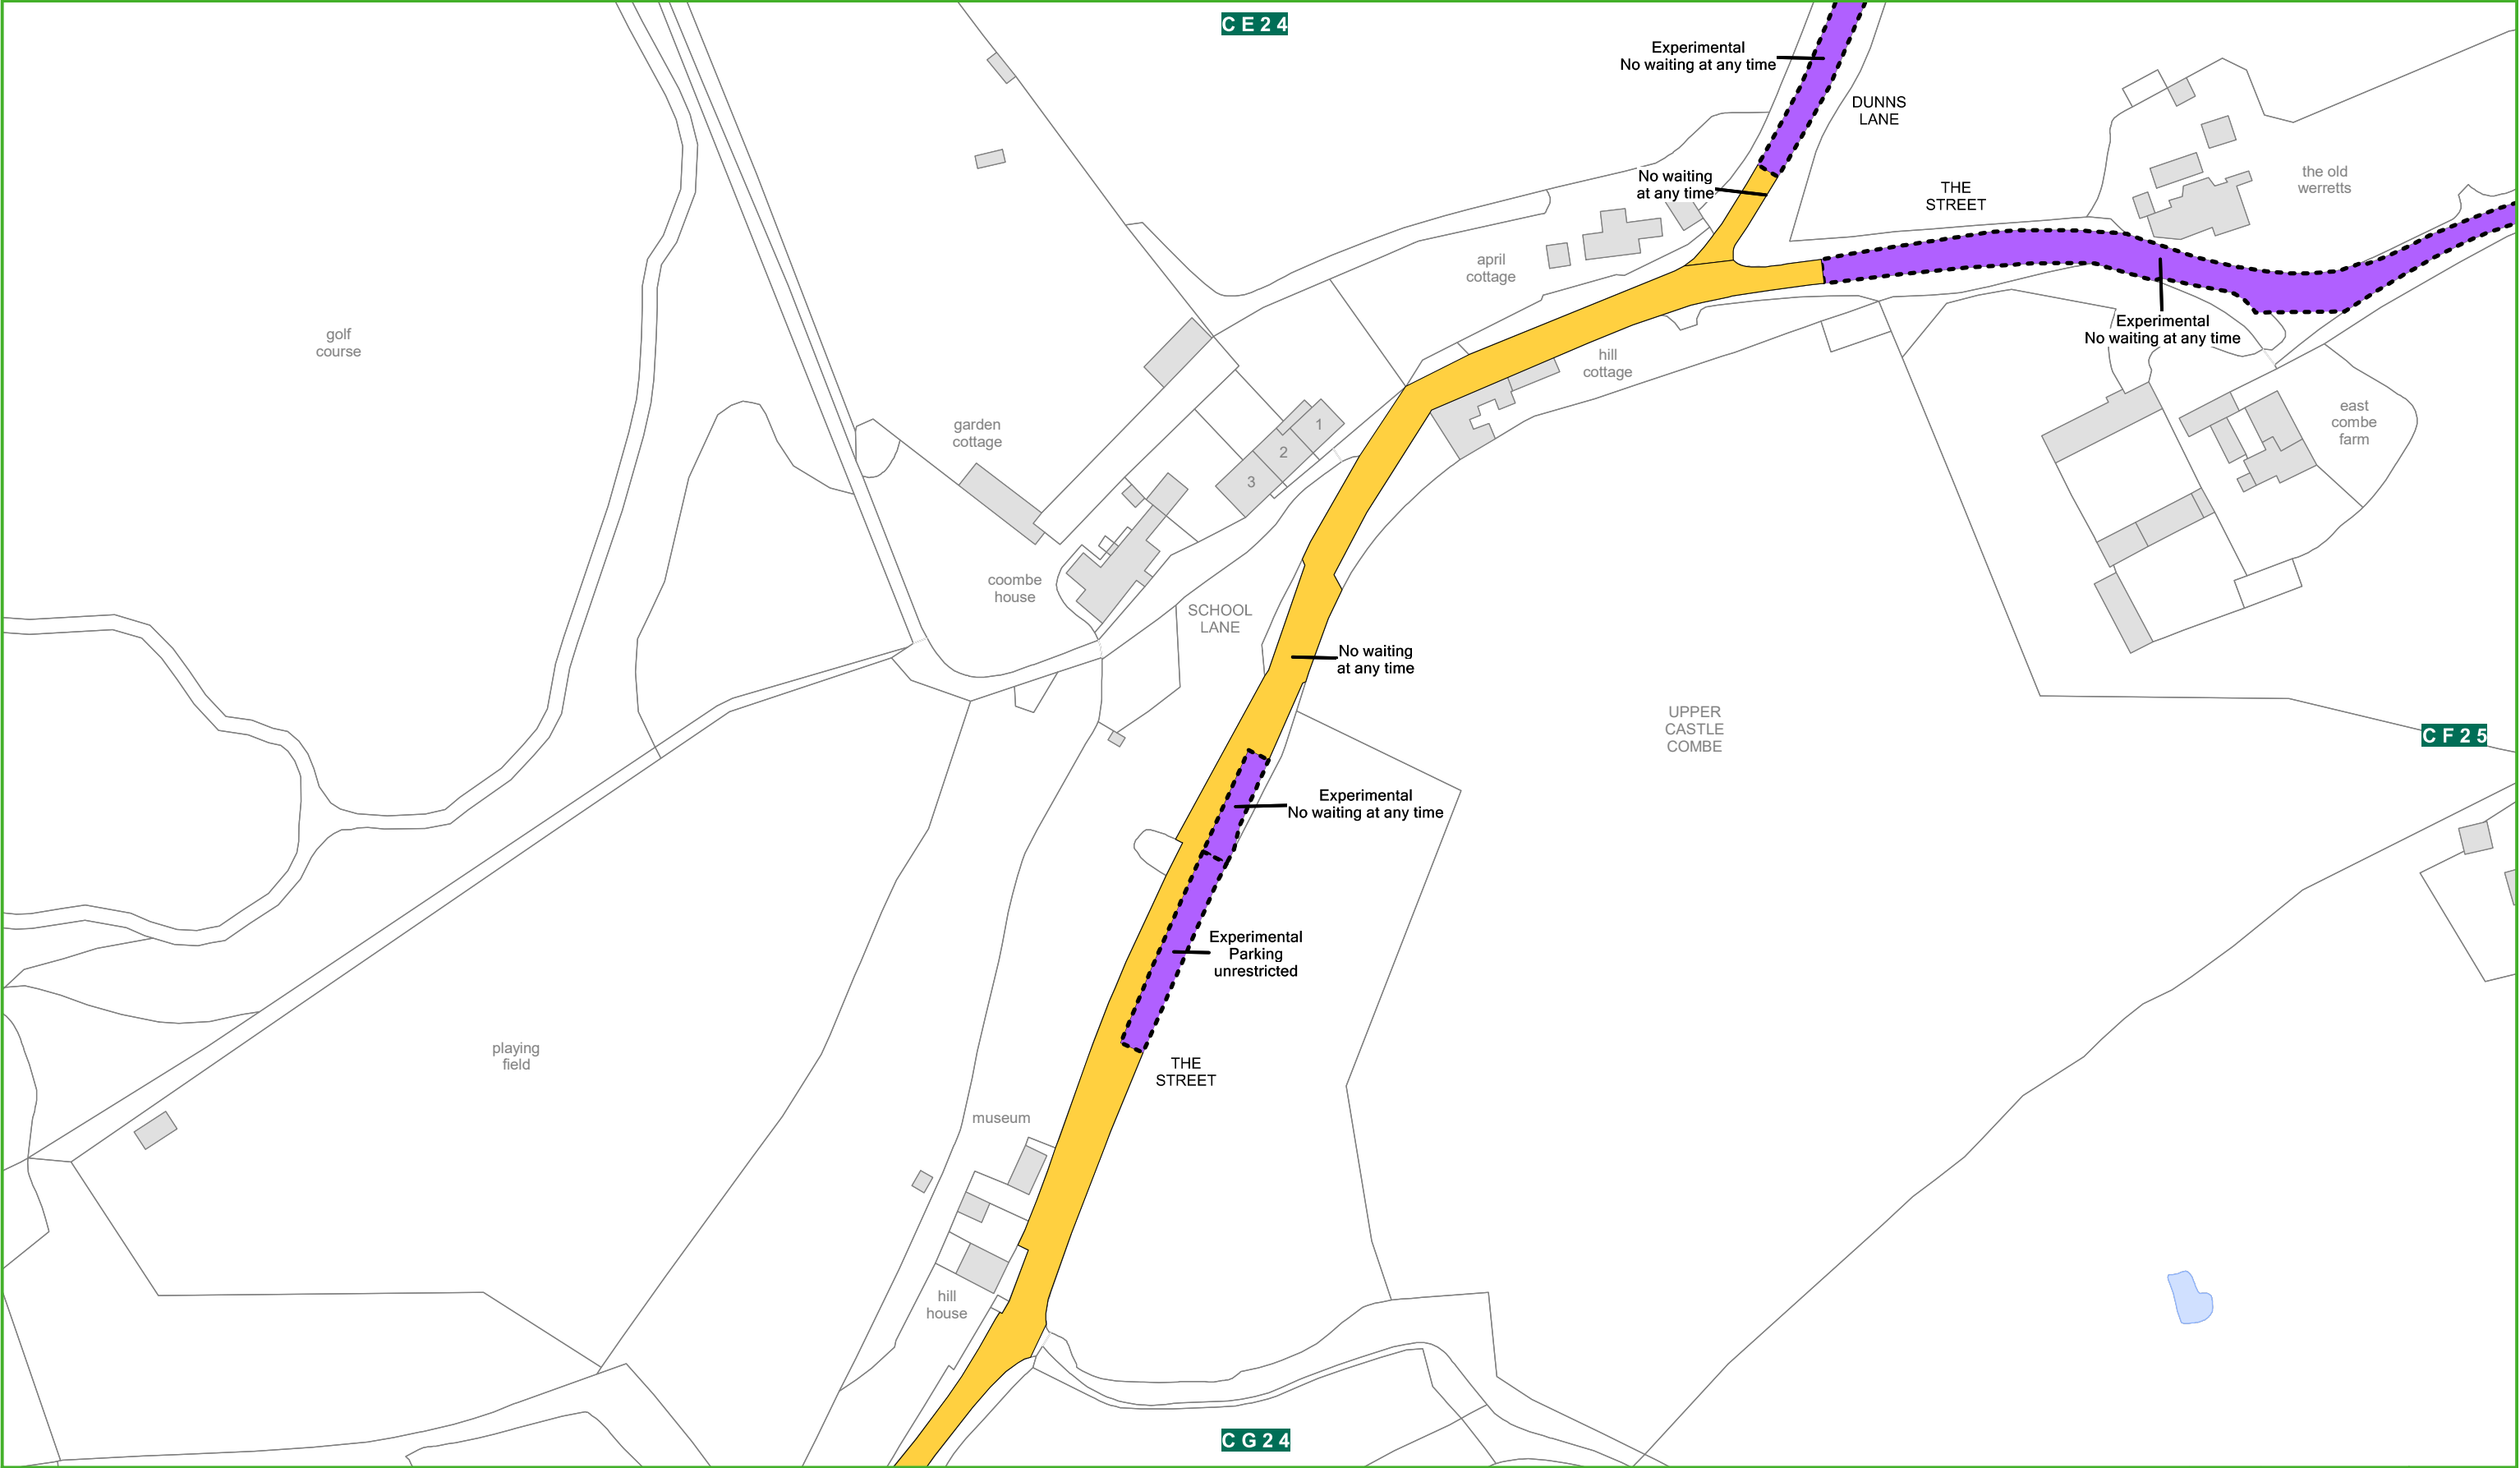 C E 2 4
Experimental
No waiting at any time
DUNNS
LANE
No waiting
at any time
THE
STREET
the old
werretts
april
cottage
Experimental
No waiting at any time
golf
course
hill
cottage
garden
cottage
1
2
3
east
combe
farm
coombe
house
SCHOOL
LANE
No waiting
at any time
UPPER
CASTLE
COMBE
C F 2 5
Experimental
No waiting at any time
Experimental
Parking
unrestricted
playing
field
THE
STREET
museum
hill
house
C G 2 4